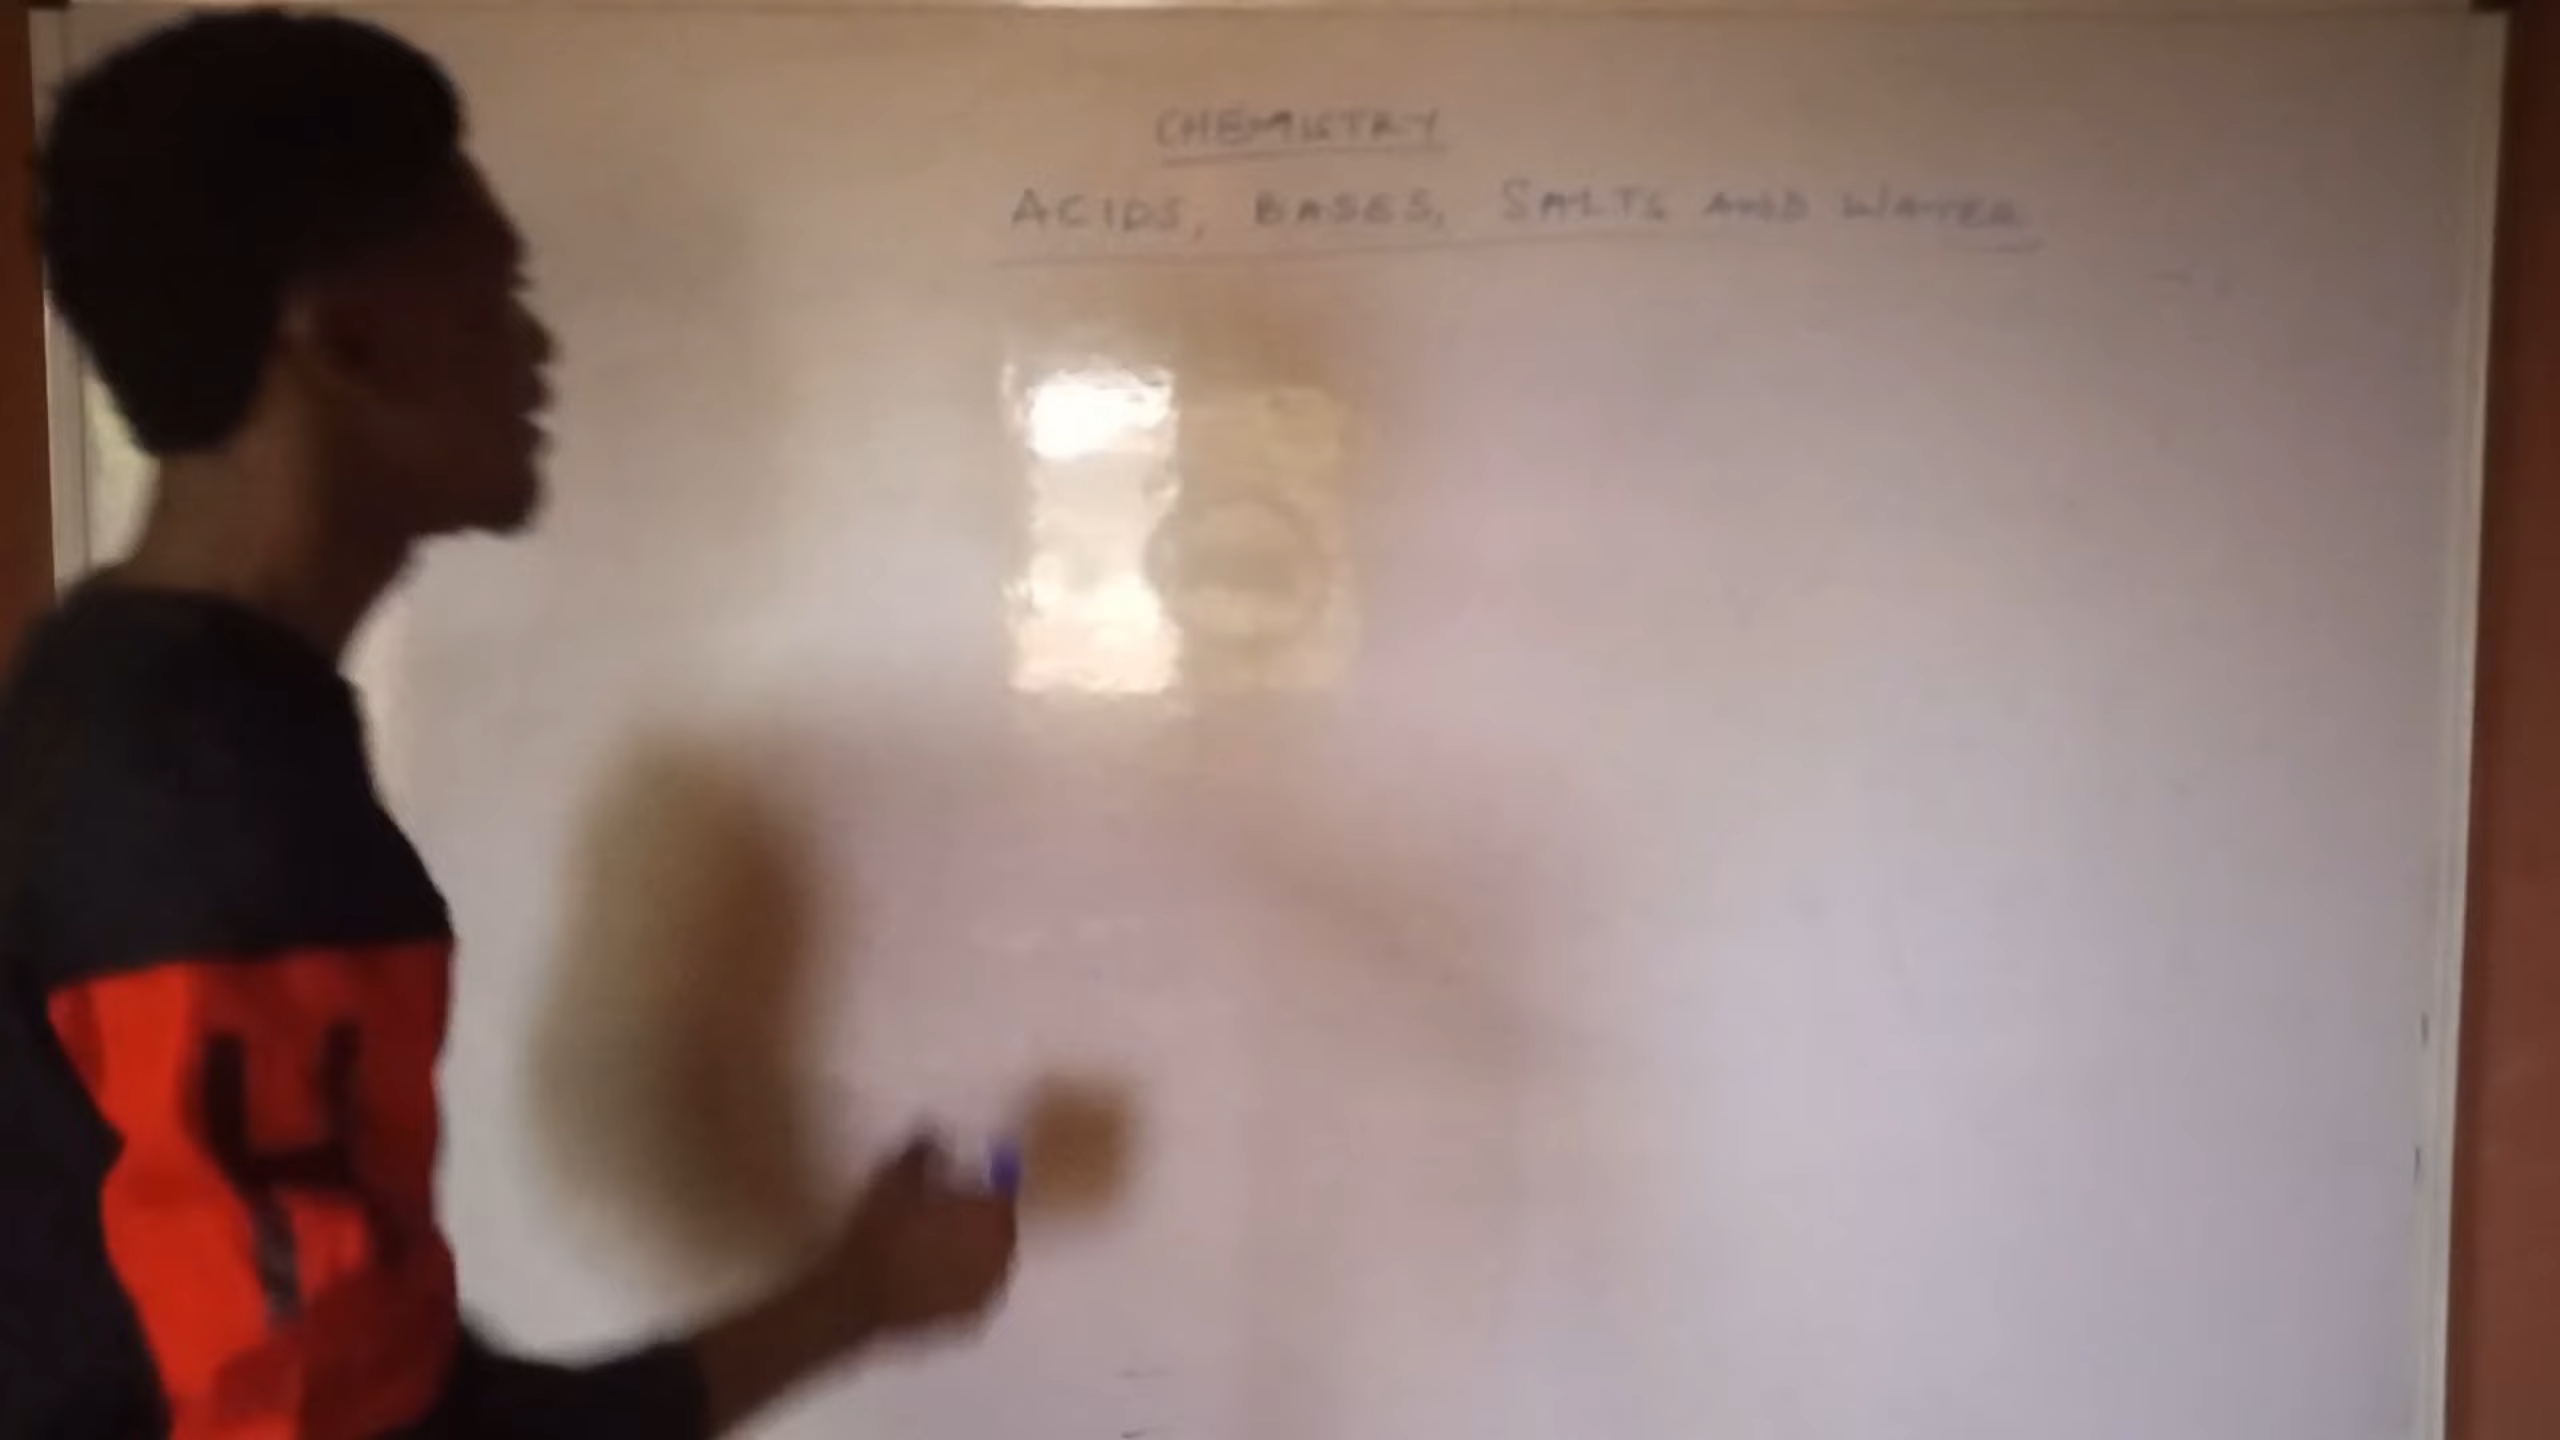 CHEMISTRY
ACIDS, BASES, SALTS AND WATER